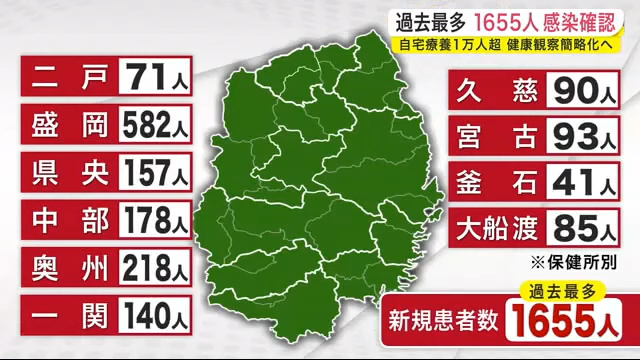 過去最多 1655人 感染確認
自宅療養1万人超 健康観察簡略化へ
二戸 71人
盛岡 582人
県央 157人
中部 178人
奥州 218人
一関 140人
久慈 90人
宮古 93人
釜石 41人
大船渡 85人
※保健所別
過去最多
新規患者数 1655人